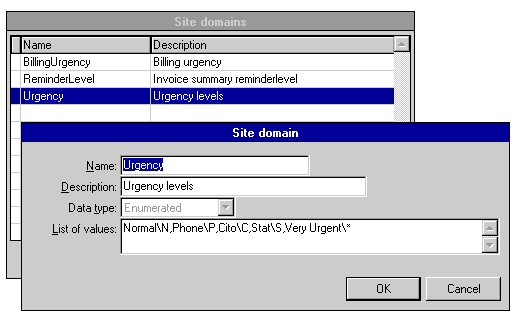 Site domains
Name Description
BillingUrgency Billing urgency
ReminderLevel Invoice summary reminderlevel
Urgency Urgency levels
Site domain
Name: Urgency
Description: Urgency levels
Data type: Enumerated
List of values: Normal\N,Phone\P,Cito\C,Stat\S,Very Urgent\*
OK Cancel